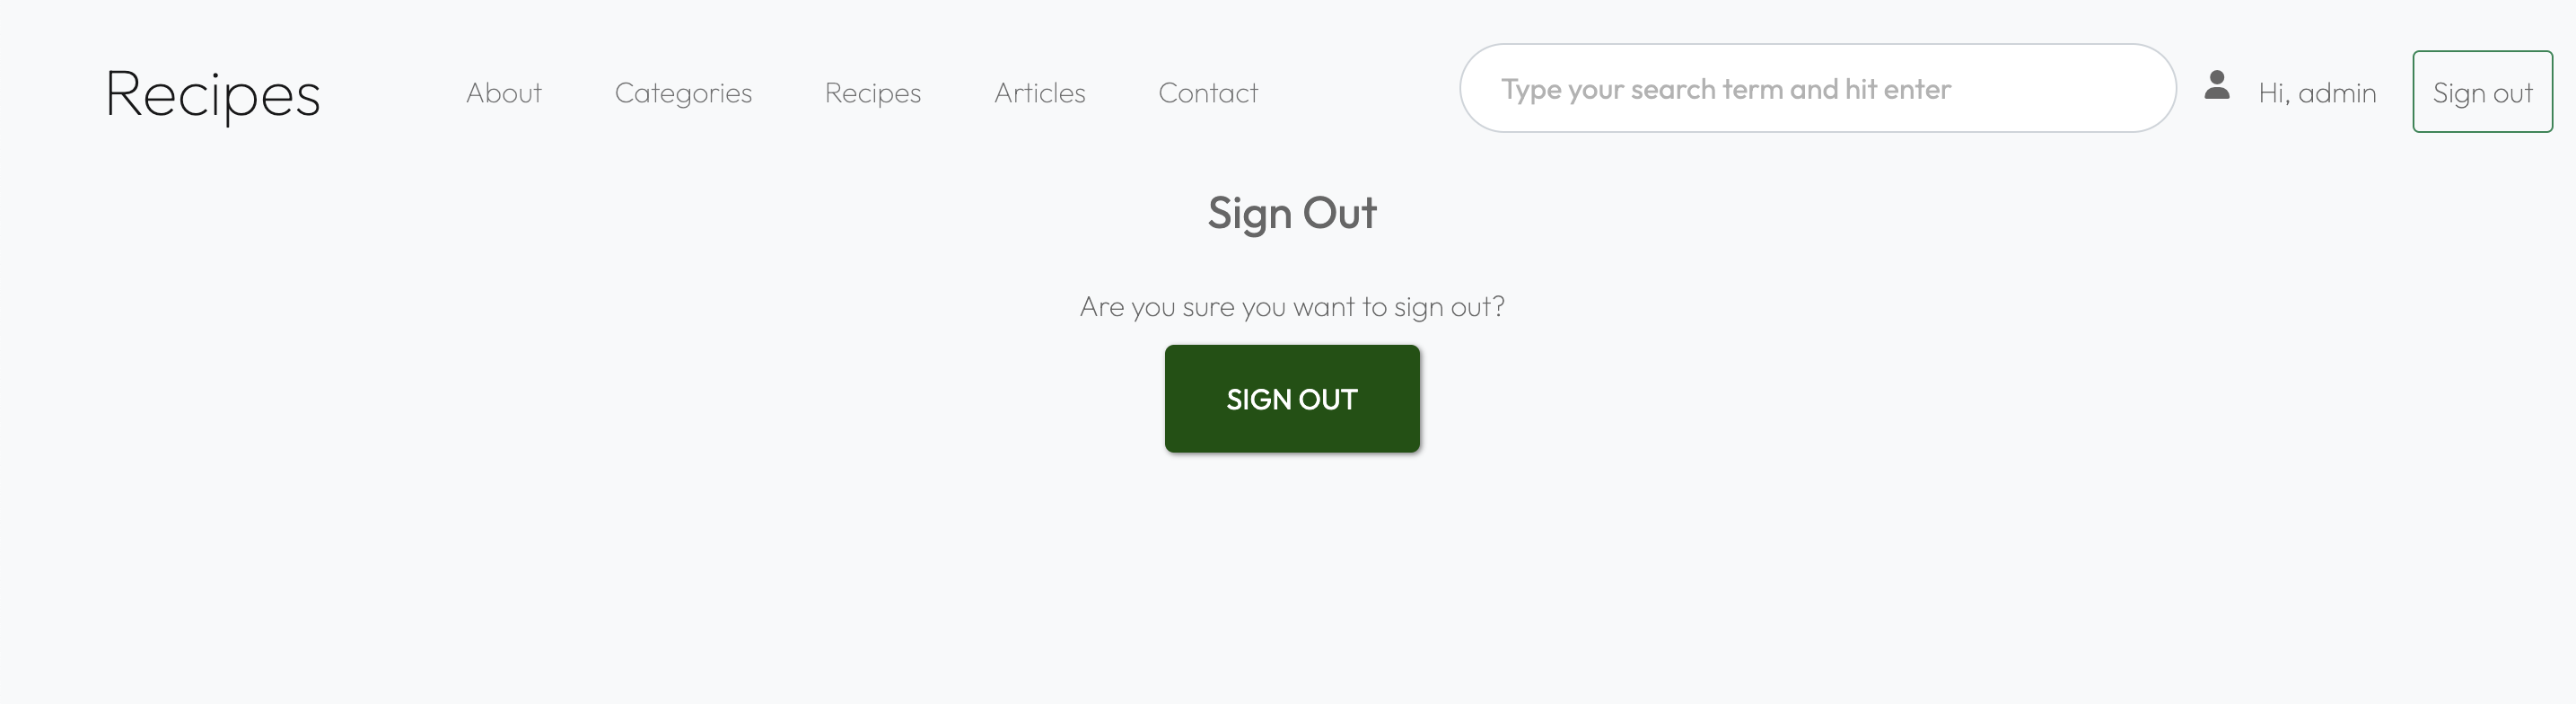 Recipes
About Categories Recipes Articles Contact
Type your search term and hit enter
Hi, admin
Sign out
Sign Out
Are you sure you want to sign out?
SIGN OUT